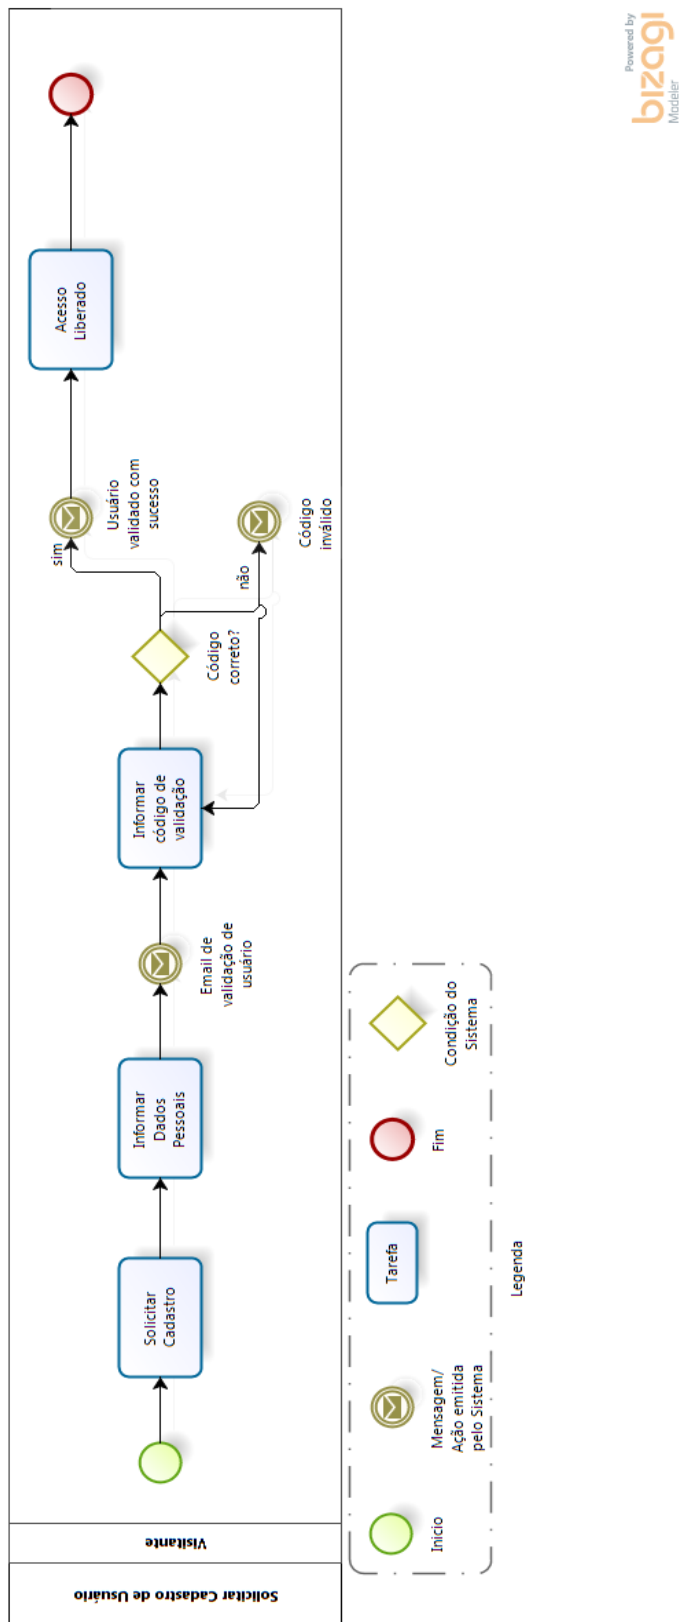 Solicitar Cadastro de Usuário
Visitante
Solicitar
Cadastro
Informar
Dados
Pessoais
Email de
validação de
usuário
Informar
código de
validação
Código
correto?
sim
não
Usuário
validado com
sucesso
Código
inválido
Acesso
Liberado
Inicio
Mensagem/
Ação emitida
pelo Sistema
Tarefa
Fim
Condição do
Sistema
Legenda
Powered by
bizagi
Modeler